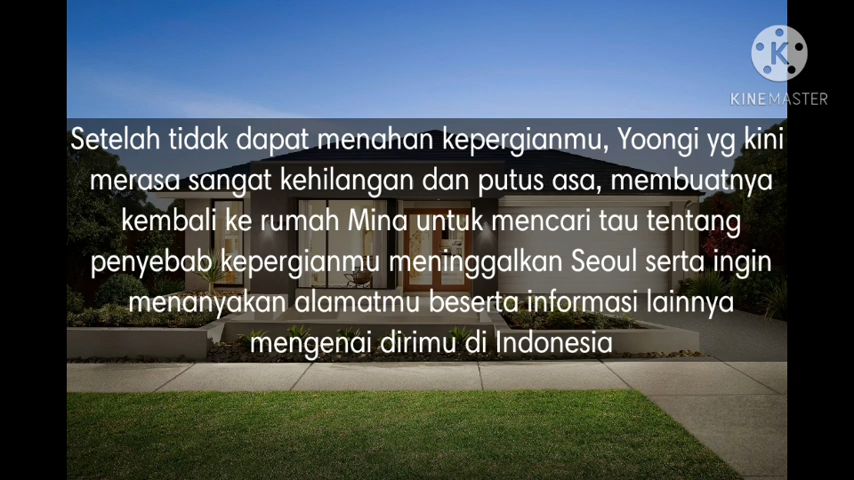 KINEMASTER
Setelah tidak dapat menahan kepergianmu, Yoongi yg kini
merasa sangat kehilangan dan putus asa, membuatnya
kembali ke rumah Mina untuk mencari tau tentang
penyebab kepergianmu meninggalkan Seoul serta ingin
menanyakan alamatmu beserta informasi lainnya
mengenai dirimu di Indonesia